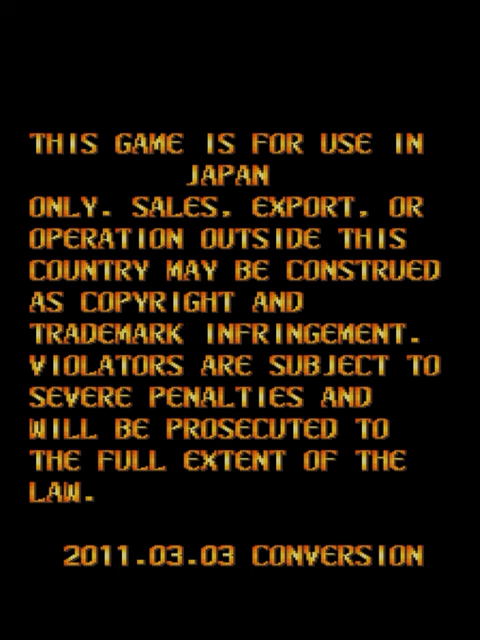 THIS GAME IS FOR USE IN
JAPAN
ONLY. SALES, EXPORT, OR
OPERATION OUTSIDE THIS
COUNTRY MAY BE CONSTRUED
AS COPYRIGHT AND
TRADEMARK INFRINGEMENT.
VIOLATORS ARE SUBJECT TO
SEVERE PENALTIES AND
WILL BE PROSECUTED TO
THE FULL EXTENT OF THE
LAW.
2011.03.03 CONVERSION